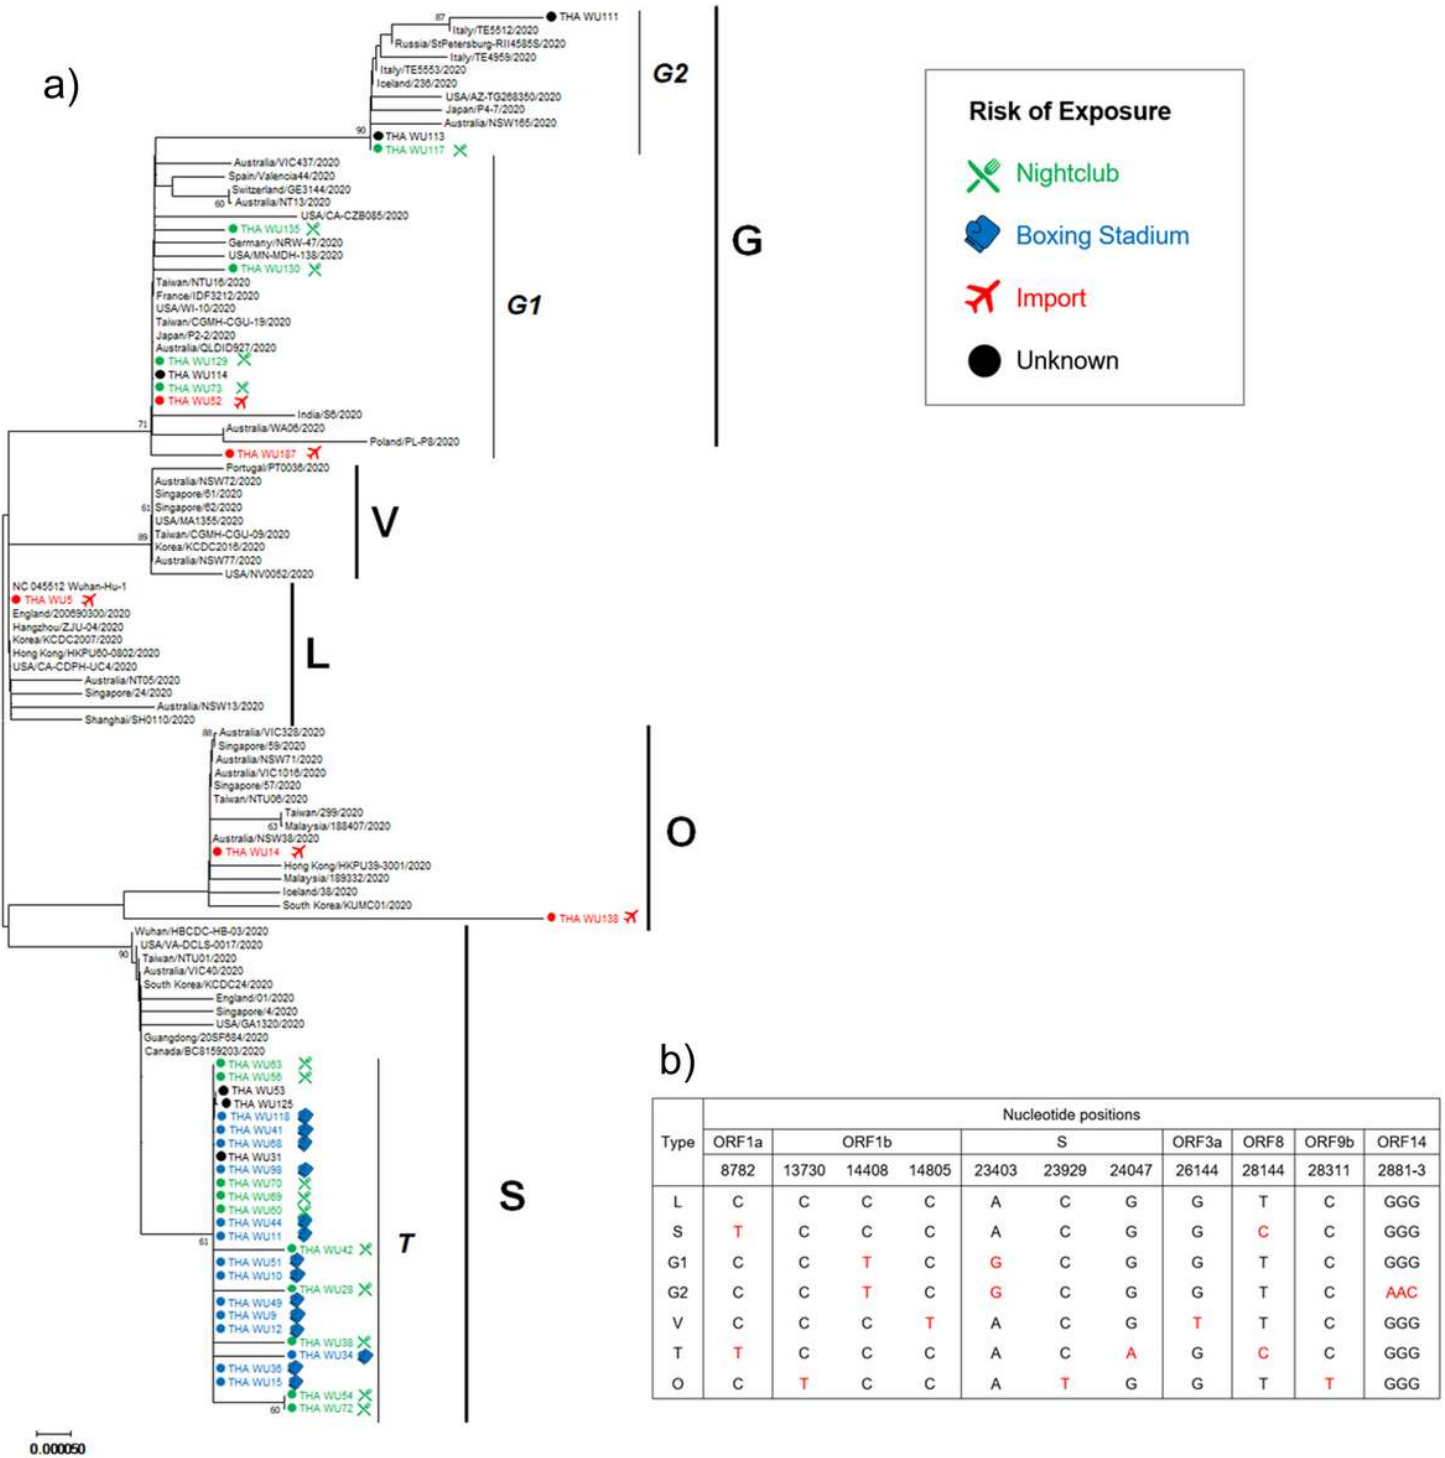 a)
87
THA WU111
Italy/TE5512/2020
Russia/StPetersburg-RII4585S/2020
Italy/TE4959/2020
Italy/TE5553/2020
Iceland/236/2020
USA/AZ-TG268350/2020
Japan/P4-7/2020
Australia/NSW165/2020
90
THA WU113
THA WU117
G2
Australia/VIC437/2020
Spain/Valencia44/2020
Switzerland/GE3144/2020
60
Australia/NT13/2020
USA/CA-CZB085/2020
THA WU135
Germany/NRW-47/2020
USA/MN-MDH-138/2020
THA WU130
Taiwan/NTU16/2020
France/IDF3212/2020
USA/WI-10/2020
Taiwan/CGMH-CGU-19/2020
Japan/P2-2/2020
Australia/QLDID927/2020
THA WU129
THA WU114
THA WU73
THA WU52
India/S6/2020
71
Australia/WA06/2020
Poland/PL-P8/2020
THA WU187
G1
G
Portugal/PT0036/2020
Australia/NSW72/2020
Singapore/61/2020
61
Singapore/62/2020
USA/MA1355/2020
89
Taiwan/CGMH-CGU-09/2020
Korea/KCDC2016/2020
Australia/NSW77/2020
USA/NV0052/2020
V
NC 045512 Wuhan-Hu-1
THA WU5
England/200690300/2020
Hangzhou/ZJU-04/2020
Korea/KCDC2007/2020
Hong Kong/HKPU60-0802/2020
USA/CA-CDPH-UC4/2020
Australia/NT05/2020
Singapore/24/2020
Australia/NSW13/2020
Shanghai/SH0110/2020
L
88
Australia/VIC328/2020
Singapore/59/2020
Australia/NSW71/2020
Australia/VIC1016/2020
Singapore/57/2020
Taiwan/NTU06/2020
Taiwan/299/2020
63
Malaysia/188407/2020
Australia/NSW38/2020
THA WU14
Hong Kong/HKPU39-3001/2020
Malaysia/189332/2020
Iceland/38/2020
South Korea/KUMC01/2020
THA WU138
O
Wuhan/HBCDC-HB-03/2020
USA/VA-DCLS-0017/2020
90
Taiwan/NTU01/2020
Australia/VIC40/2020
South Korea/KCDC24/2020
England/01/2020
Singapore/4/2020
USA/GA1320/2020
Guangdong/20SF684/2020
Canada/BC8159203/2020
THA WU63
THA WU56
THA WU53
THA WU125
THA WU118
THA WU41
THA WU68
THA WU31
THA WU98
THA WU70
THA WU69
THA WU60
THA WU44
THA WU11
61
THA WU42
THA WU51
THA WU10
THA WU28
THA WU49
THA WU9
THA WU12
THA WU38
THA WU34
THA WU36
THA WU15
THA WU54
60
THA WU72
T
S
0.000050
Risk of Exposure
Nightclub
Boxing Stadium
Import
Unknown
b)
Nucleotide positions
Type ORF1a ORF1b S ORF3a ORF8 ORF9b ORF14
8782 13730 14408 14805 23403 23929 24047 26144 28144 28311 2881-3
L C C C C A C G G T C GGG
S T C C C A C G G C C GGG
G1 C C T C G C G G T C GGG
G2 C C T C G C G G T C AAC
V C C C T A C G T T C GGG
T T C C C A C A G C C GGG
O C T C C A T G G T T GGG